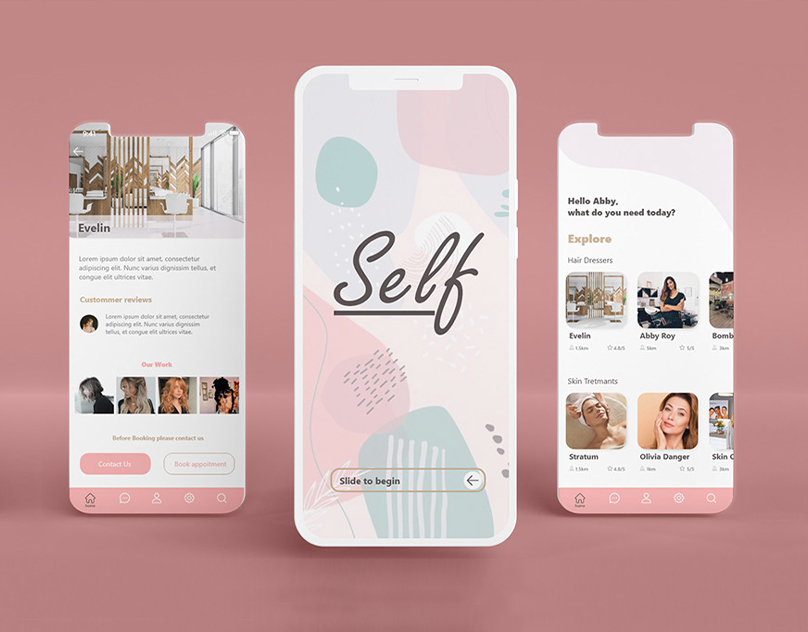 9:41
Evelin
Lorem ipsum dolor sit amet, consectetur
adipiscing elit. Nunc varius dignissim tellus, et
congue elit ultrices vitae.
Custommer reviews
Lorem ipsum dolor sit amet, consectetur
adipiscing elit. Nunc varius dignissim
tellus, et congue elit ultrices vitae.
Our Work
Before Booking please contact us
Contact Us
Book appoitment
Home
Self
Slide to begin
Hello Abby,
what do you need today?
Explore
Hair Dressers
Evelin
1.5km
4.8/5
Abby Roy
5km
5/5
Bomb
3km
Skin Tretmants
Stratum
1.5km
4.8/5
Olivia Danger
1km
5/5
Skin C
3km
Home